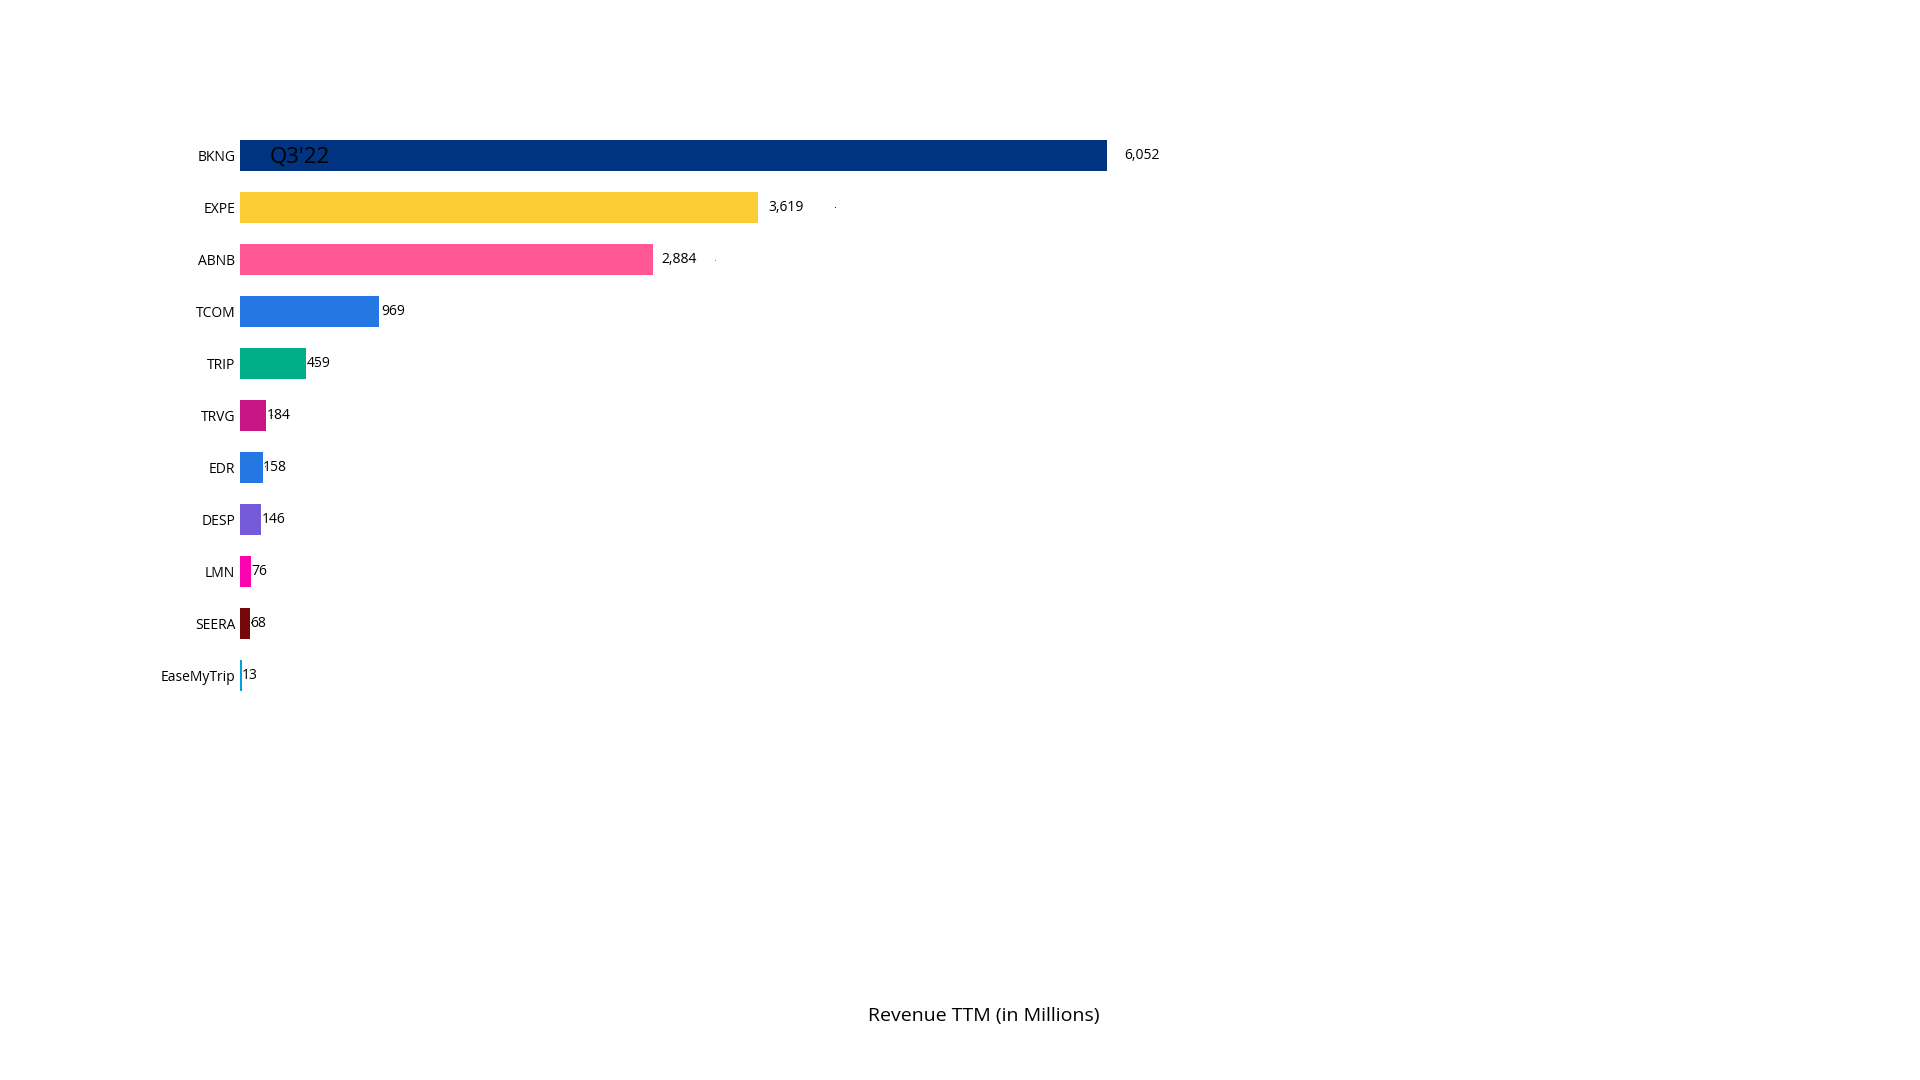 BKNG Q3'22 6,052
EXPE 3,619
ABNB 2,884
TCOM 969
TRIP 459
TRVG 184
EDR 158
DESP 146
LMN 76
SEERA 68
EaseMyTrip 13
Revenue TTM (in Millions)